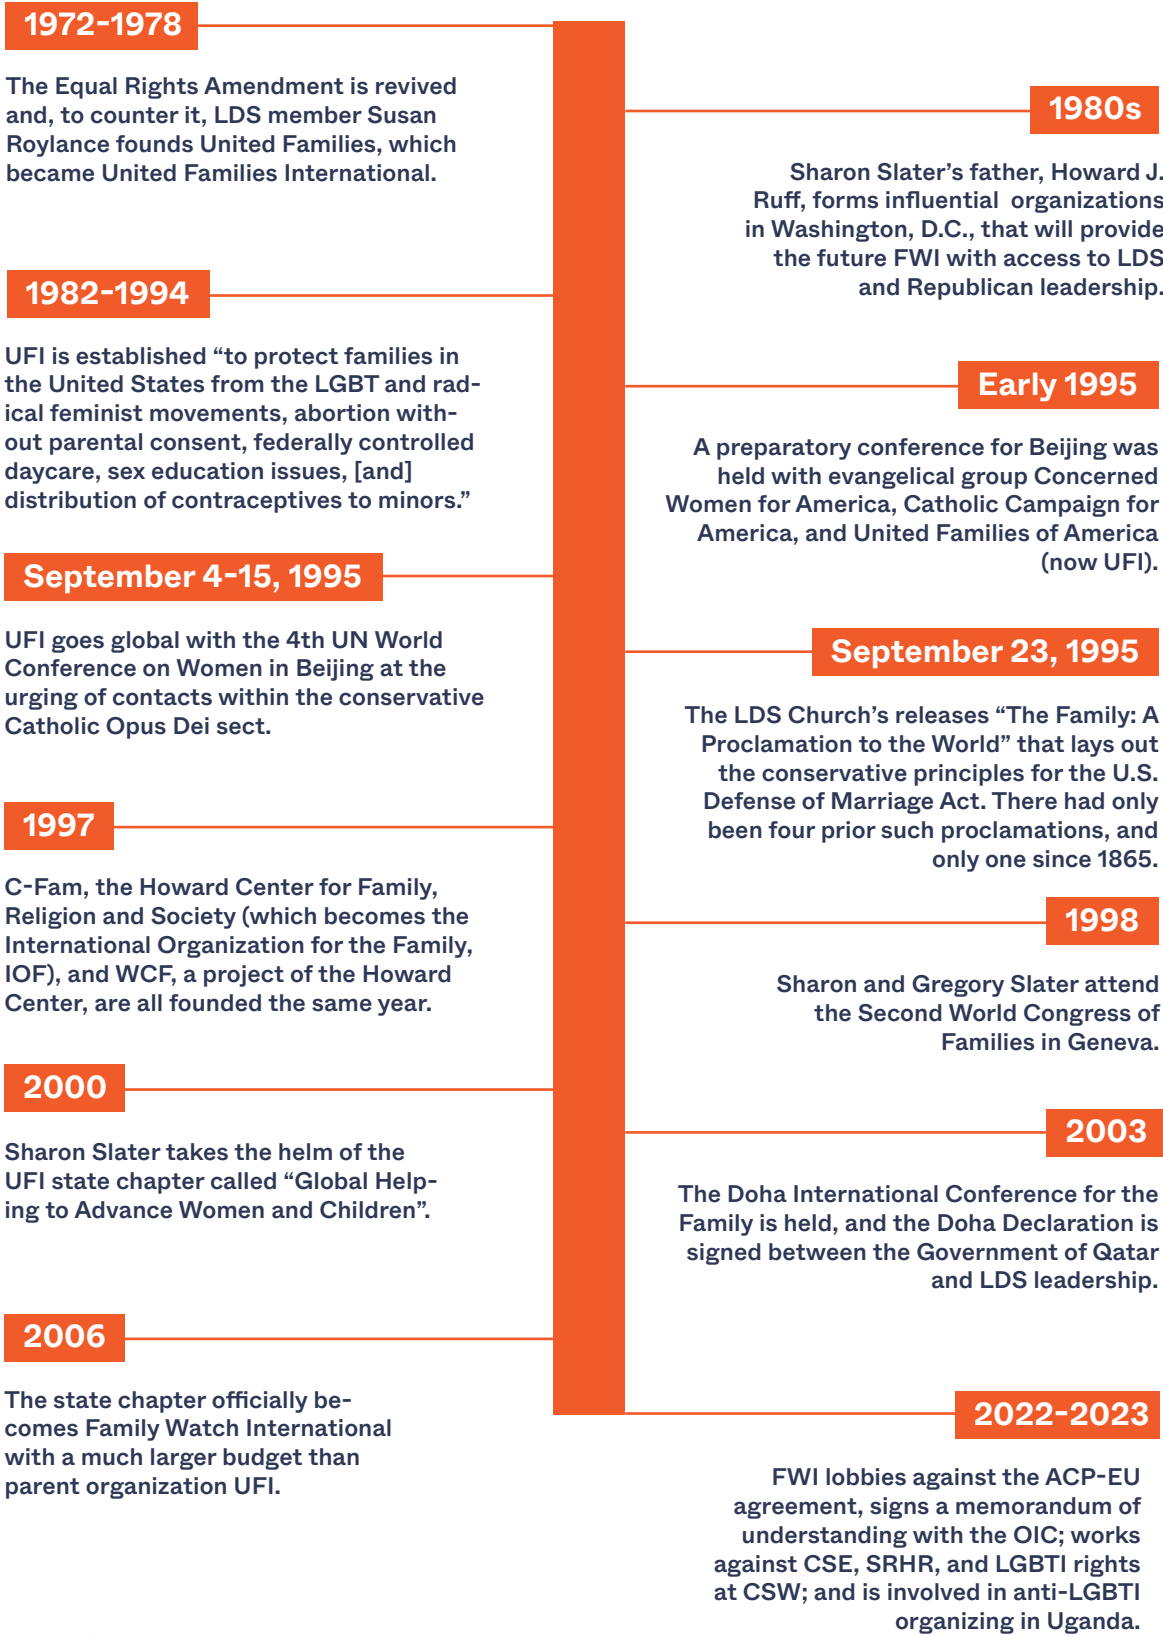 1972-1978
The Equal Rights Amendment is revived
and, to counter it, LDS member Susan
Roylance founds United Families, which
became United Families International.
1980s
Sharon Slater’s father, Howard J.
Ruff, forms influential organizations
in Washington, D.C., that will provide
the future FWI with access to LDS
and Republican leadership.
1982-1994
UFI is established “to protect families in
the United States from the LGBT and rad-
ical feminist movements, abortion with-
out parental consent, federally controlled
daycare, sex education issues, [and]
distribution of contraceptives to minors.”
Early 1995
A preparatory conference for Beijing was
held with evangelical group Concerned
Women for America, Catholic Campaign for
America, and United Families of America
(now UFI).
September 4-15, 1995
UFI goes global with the 4th UN World
Conference on Women in Beijing at the
urging of contacts within the conservative
Catholic Opus Dei sect.
September 23, 1995
The LDS Church’s releases “The Family: A
Proclamation to the World” that lays out
the conservative principles for the U.S.
Defense of Marriage Act. There had only
been four prior such proclamations, and
only one since 1865.
1997
C-Fam, the Howard Center for Family,
Religion and Society (which becomes the
International Organization for the Family,
IOF), and WCF, a project of the Howard
Center, are all founded the same year.
1998
Sharon and Gregory Slater attend
the Second World Congress of
Families in Geneva.
2000
Sharon Slater takes the helm of the
UFI state chapter called “Global Help-
ing to Advance Women and Children”.
2003
The Doha International Conference for the
Family is held, and the Doha Declaration is
signed between the Government of Qatar
and LDS leadership.
2006
The state chapter officially be-
comes Family Watch International
with a much larger budget than
parent organization UFI.
2022-2023
FWI lobbies against the ACP-EU
agreement, signs a memorandum of
understanding with the OIC; works
against CSE, SRHR, and LGBTI rights
at CSW; and is involved in anti-LGBTI
organizing in Uganda.